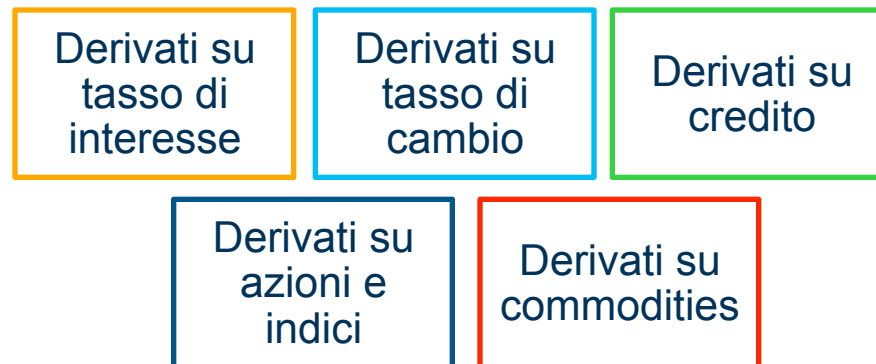 Derivati su
tasso di
interesse
Derivati su
tasso di
cambio
Derivati su
credito
Derivati su
azioni e
indici
Derivati su
commodities